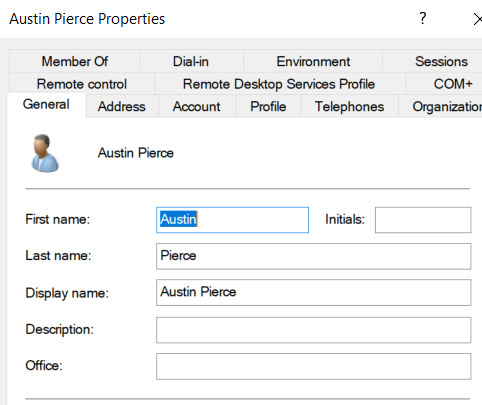 Austin Pierce Properties ? X
Member Of Dial-in Environment Sessions
Remote control Remote Desktop Services Profile COM+
General Address Account Profile Telephones Organization
Austin Pierce
First name: Austin Initials:
Last name: Pierce
Display name: Austin Pierce
Description:
Office: